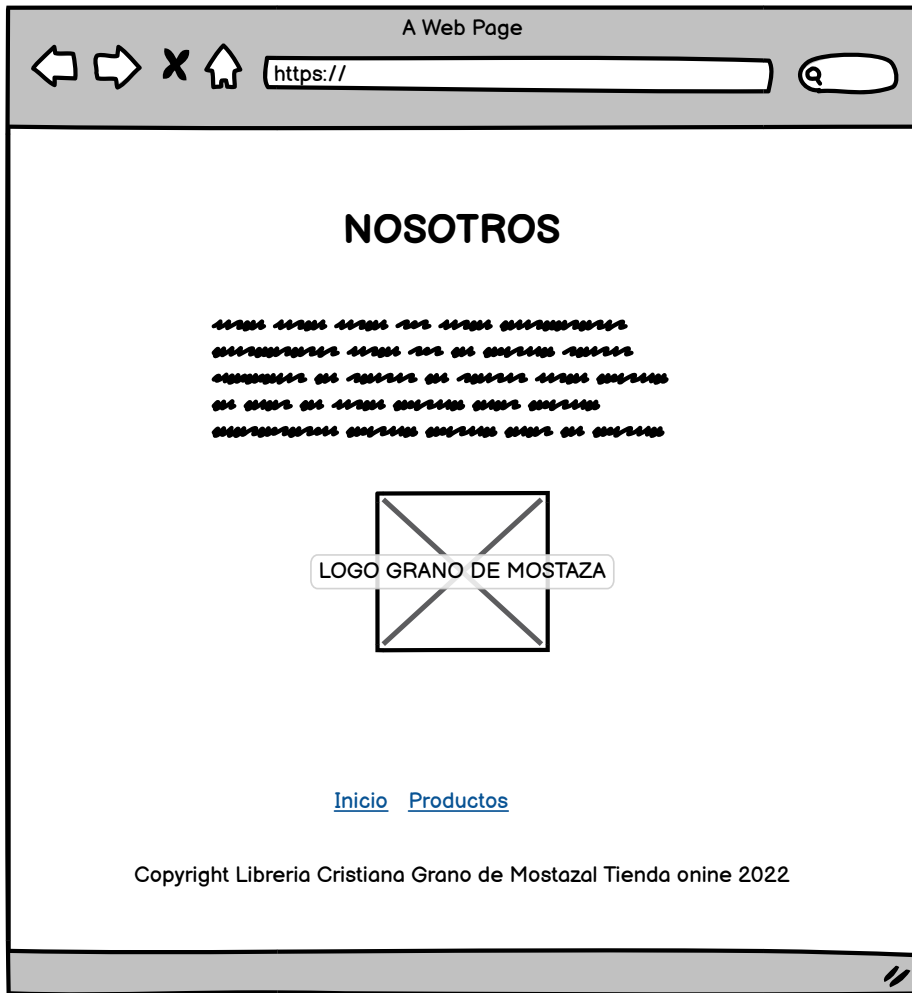 A Web Page
https://
NOSOTROS
LOGO GRANO DE MOSTAZA
Inicio Productos
Copyright Libreria Cristiana Grano de Mostazal Tienda onine 2022